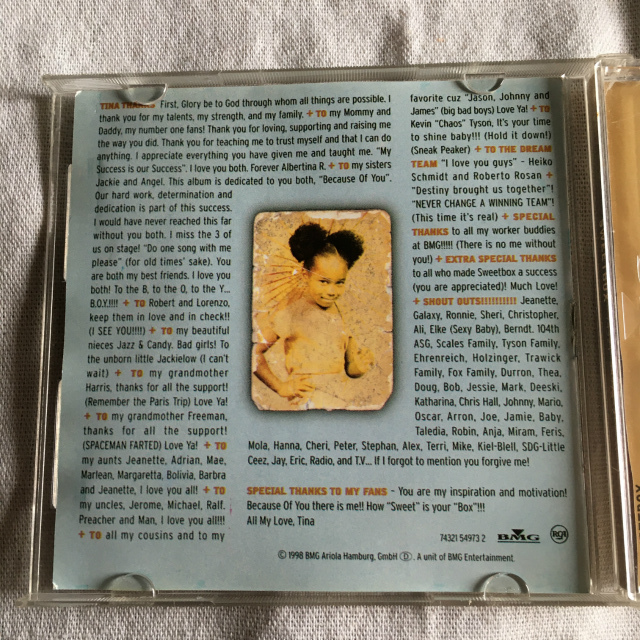 TINA THANKS First, Glory be to God through whom all things are possible. I
thank you for my talents, my strength, and my family. + TO my Mommy and
Daddy, my number one fans! Thank you for loving, supporting and raising me
the way you did. Thank you for teaching me to trust myself and that I can do
anything. I appreciate everything you have given me and taught me. "My
Success is our Success". I love you both. Forever Albertina R. + TO my sisters
Jackie and Angel. This album is dedicated to you both, "Because Of You".
Our hard work, determination and
dedication is part of this success.
I would have never reached this far
without you both. I miss the 3 of
us on stage! "Do one song with me
please" (for old times' sake). You
are both my best friends. I love you
both! To the B, to the O, to the Y...
B.O.Y.!!!! + TO Robert and Lorenzo,
keep them in love and in check!!
(I SEE YOU!!!!) + TO my beautiful
nieces Jazz & Candy. Bad girls! To
the unborn little Jackielow (I can't
wait) + TO my grandmother
Harris, thanks for all the support!
(Remember the Paris Trip) Love Ya!
+ TO my grandmother Freeman,
thanks for all the support!
(SPACEMAN FARTED) Love Ya! + TO
my aunts Jeanette, Adrian, Mae,
Marlean, Margaretta, Bolivia, Barbra
and Jeanette, I love you all! + TO
my uncles, Jerome, Michael, Ralf.
Preacher and Man, I love you all!!!!
+ TO all my cousins and to my
favorite cuz "Jason, Johnny and
James" (big bad boys) Love Ya! + TO
Kevin "Chaos" Tyson, It's your time
to shine baby!!! (Hold it down!)
(Sneak Peaker) + TO THE DREAM
TEAM "I love you guys" - Heiko
Schmidt and Roberto Rosan +
"Destiny brought us together"!
"NEVER CHANGE A WINNING TEAM"!
(This time it's real) + SPECIAL
THANKS to all my worker buddies
at BMG!!!!! (There is no me without
you!) + EXTRA SPECIAL THANKS
to all who made Sweetbox a success
(you are appreciated)! Much Love!
+ SHOUT OUTS!!!!!!!!!! Jeanette,
Galaxy, Ronnie, Sheri, Christopher,
Ali, Elke (Sexy Baby), Berndt. 104th
ASG, Scales Family, Tyson Family,
Ehrenreich, Holzinger, Trawick
Family, Fox Family, Durron, Thea,
Doug, Bob, Jessie, Mark, Deeski,
Katharina, Chris Hall, Johnny, Mario,
Oscar, Arron, Joe, Jamie, Baby,
Taledia, Robin, Anja, Miram, Feris,
Mola, Hanna, Cheri, Peter, Stephan, Alex, Terri, Mike, Kiel-Blell, SDG-Little
Ceez, Jay, Eric, Radio, and T.V.... If I forgot to mention you forgive me!
SPECIAL THANKS TO MY FANS - You are my inspiration and motivation!
Because Of You there is me!! How "Sweet" is your "Box"!!!
All My Love, Tina
74321 54973 2 BMG RCA
© 1998 BMG Ariola Hamburg, GmbH D. A unit of BMG Entertainment.